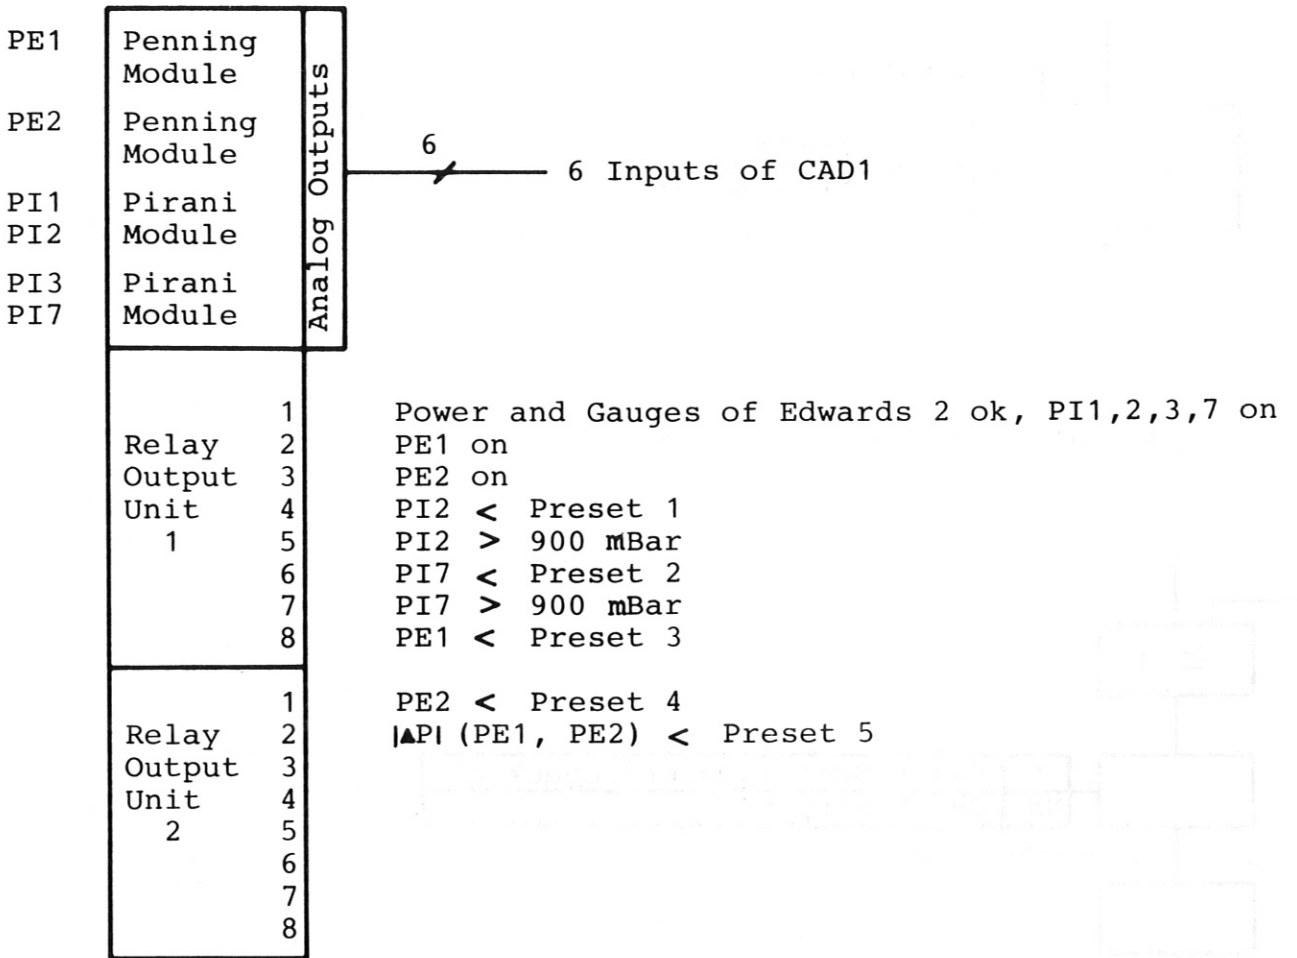 PE1 Penning
Module
PE2 Penning
Module
PI1 Pirani
PI2 Module
PI3 Pirani
PI7 Module
Analog Outputs
6
6 Inputs of CAD1
1 Power and Gauges of Edwards 2 ok, PI1,2,3,7 on
Relay 2 PE1 on
Output 3 PE2 on
Unit 4 PI2 < Preset 1
1 5 PI2 > 900 mBar
6 PI7 < Preset 2
7 PI7 > 900 mBar
8 PE1 < Preset 3
1 PE2 < Preset 4
Relay 2 |▲P| (PE1, PE2) < Preset 5
Output 3
Unit 4
2 5
6
7
8